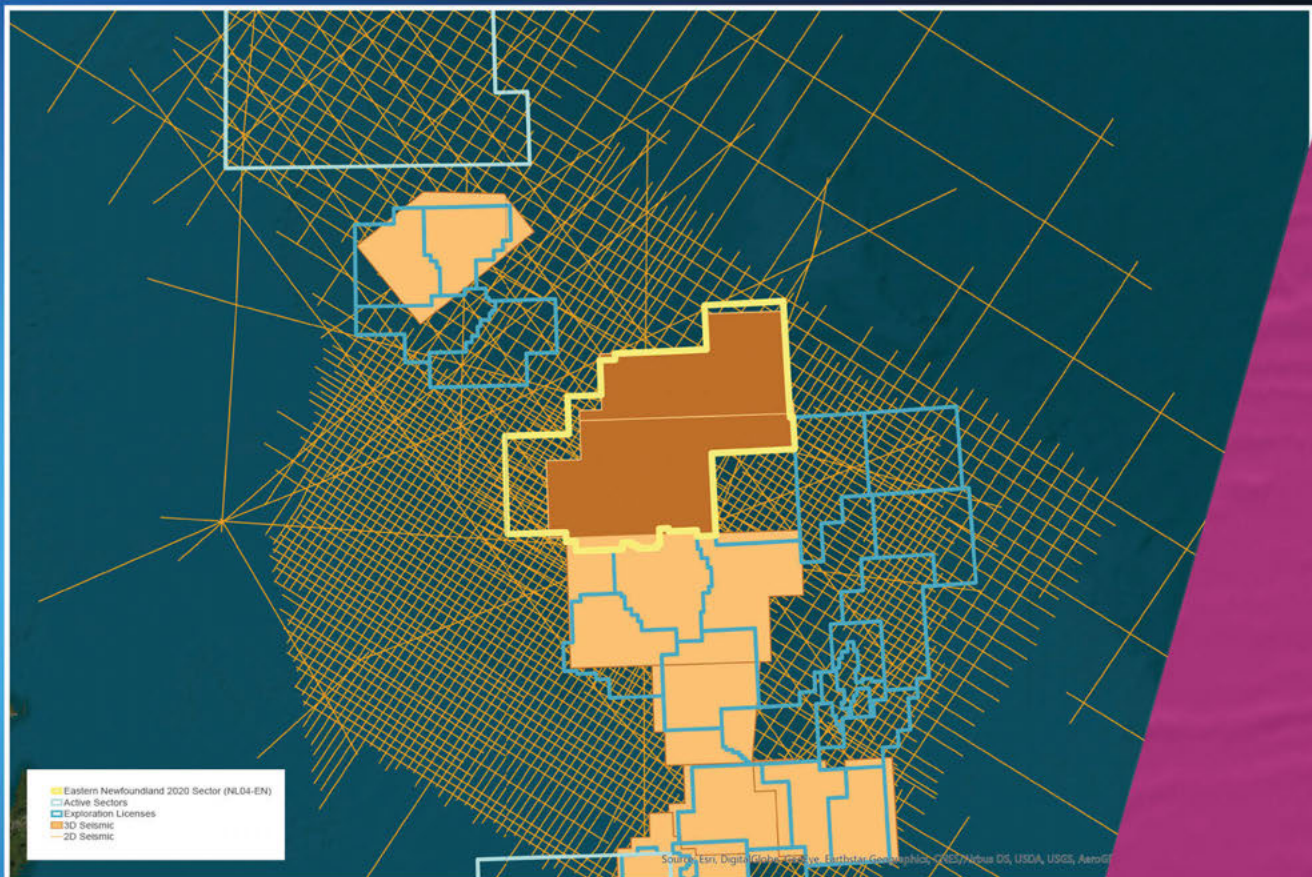 Eastern Newfoundland 2020 Sector (NL04-EN)
Active Sectors
Exploration Licenses
3D Seismic
2D Seismic
Source: Esri, DigitalGlobe, GeoEye, Earthstar Geographics, CNES/Airbus DS, USDA, USGS,